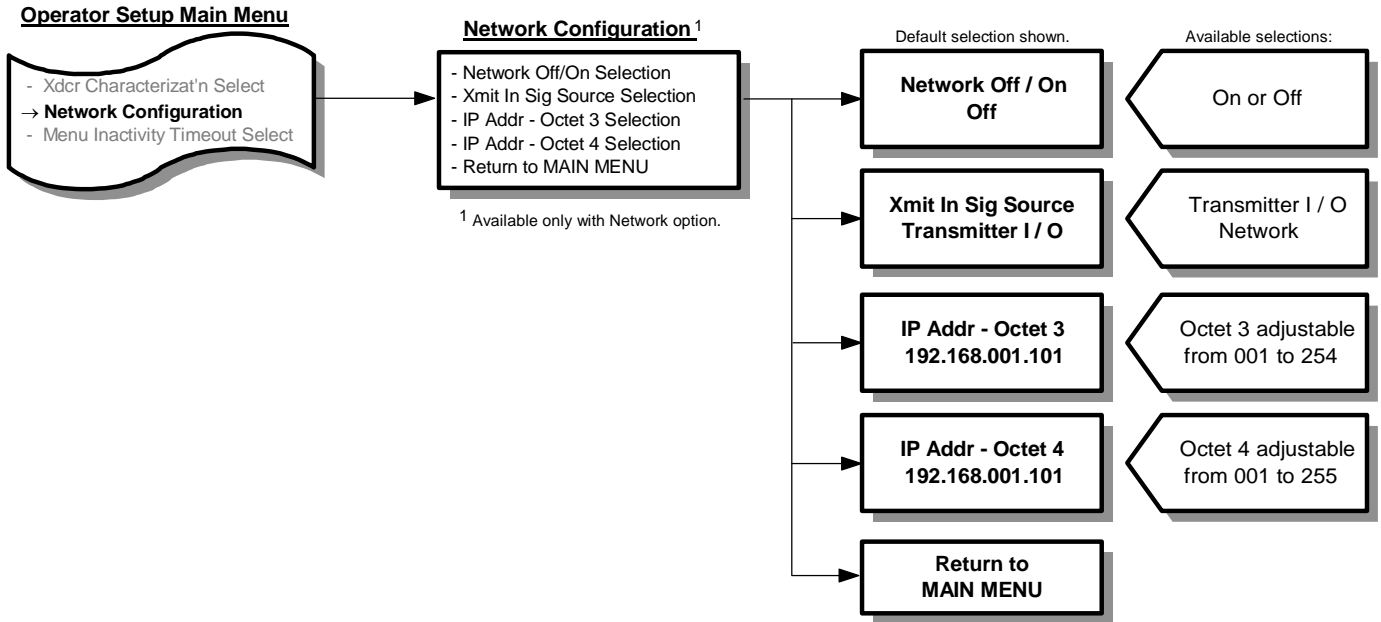 Operator Setup Main Menu
- Xdcr Characterizat'n Select
→ Network Configuration
- Menu Inactivity Timeout Select
Network Configuration 1
- Network Off/On Selection
- Xmit In Sig Source Selection
- IP Addr - Octet 3 Selection
- IP Addr - Octet 4 Selection
- Return to MAIN MENU
1 Available only with Network option.
Default selection shown.
Available selections:
Network Off / On
Off
On or Off
Xmit In Sig Source
Transmitter I / O
Transmitter I / O
Network
IP Addr - Octet 3
192.168.001.101
Octet 3 adjustable
from 001 to 254
IP Addr - Octet 4
192.168.001.101
Octet 4 adjustable
from 001 to 255
Return to
MAIN MENU